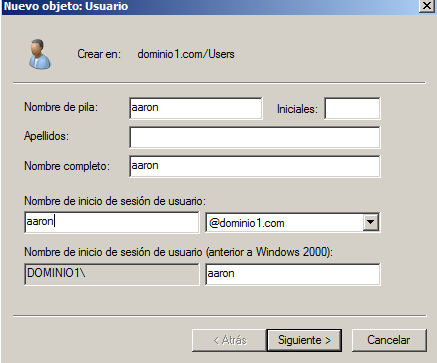 Nuevo objeto: Usuario
Crear en: dominio1.com/Users
Nombre de pila: aaron Iniciales:
Apellidos:
Nombre completo: aaron
Nombre de inicio de sesión de usuario:
aaron @dominio1.com
Nombre de inicio de sesión de usuario (anterior a Windows 2000):
DOMINIO1\ aaron
< Atrás Siguiente > Cancelar